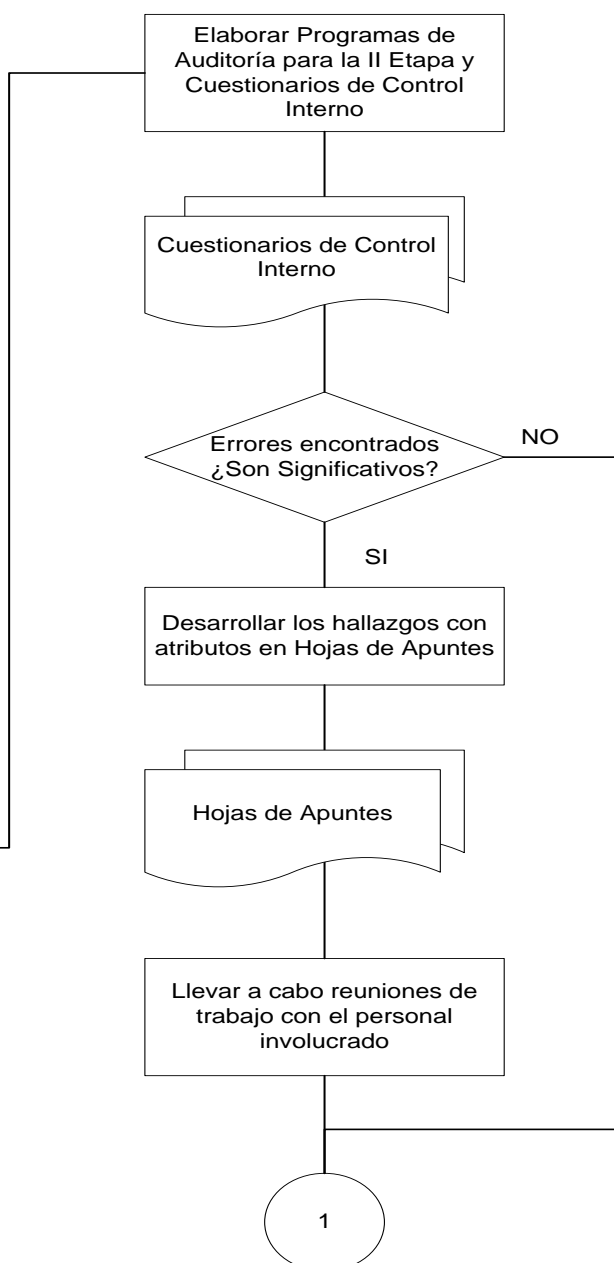 Elaborar Programas de
Auditoría para la II Etapa y
Cuestionarios de Control
Interno
Cuestionarios de Control
Interno
Errores encontrados
¿Son Significativos?
NO
SI
Desarrollar los hallazgos con
atributos en Hojas de Apuntes
Hojas de Apuntes
Llevar a cabo reuniones de
trabajo con el personal
involucrado
1